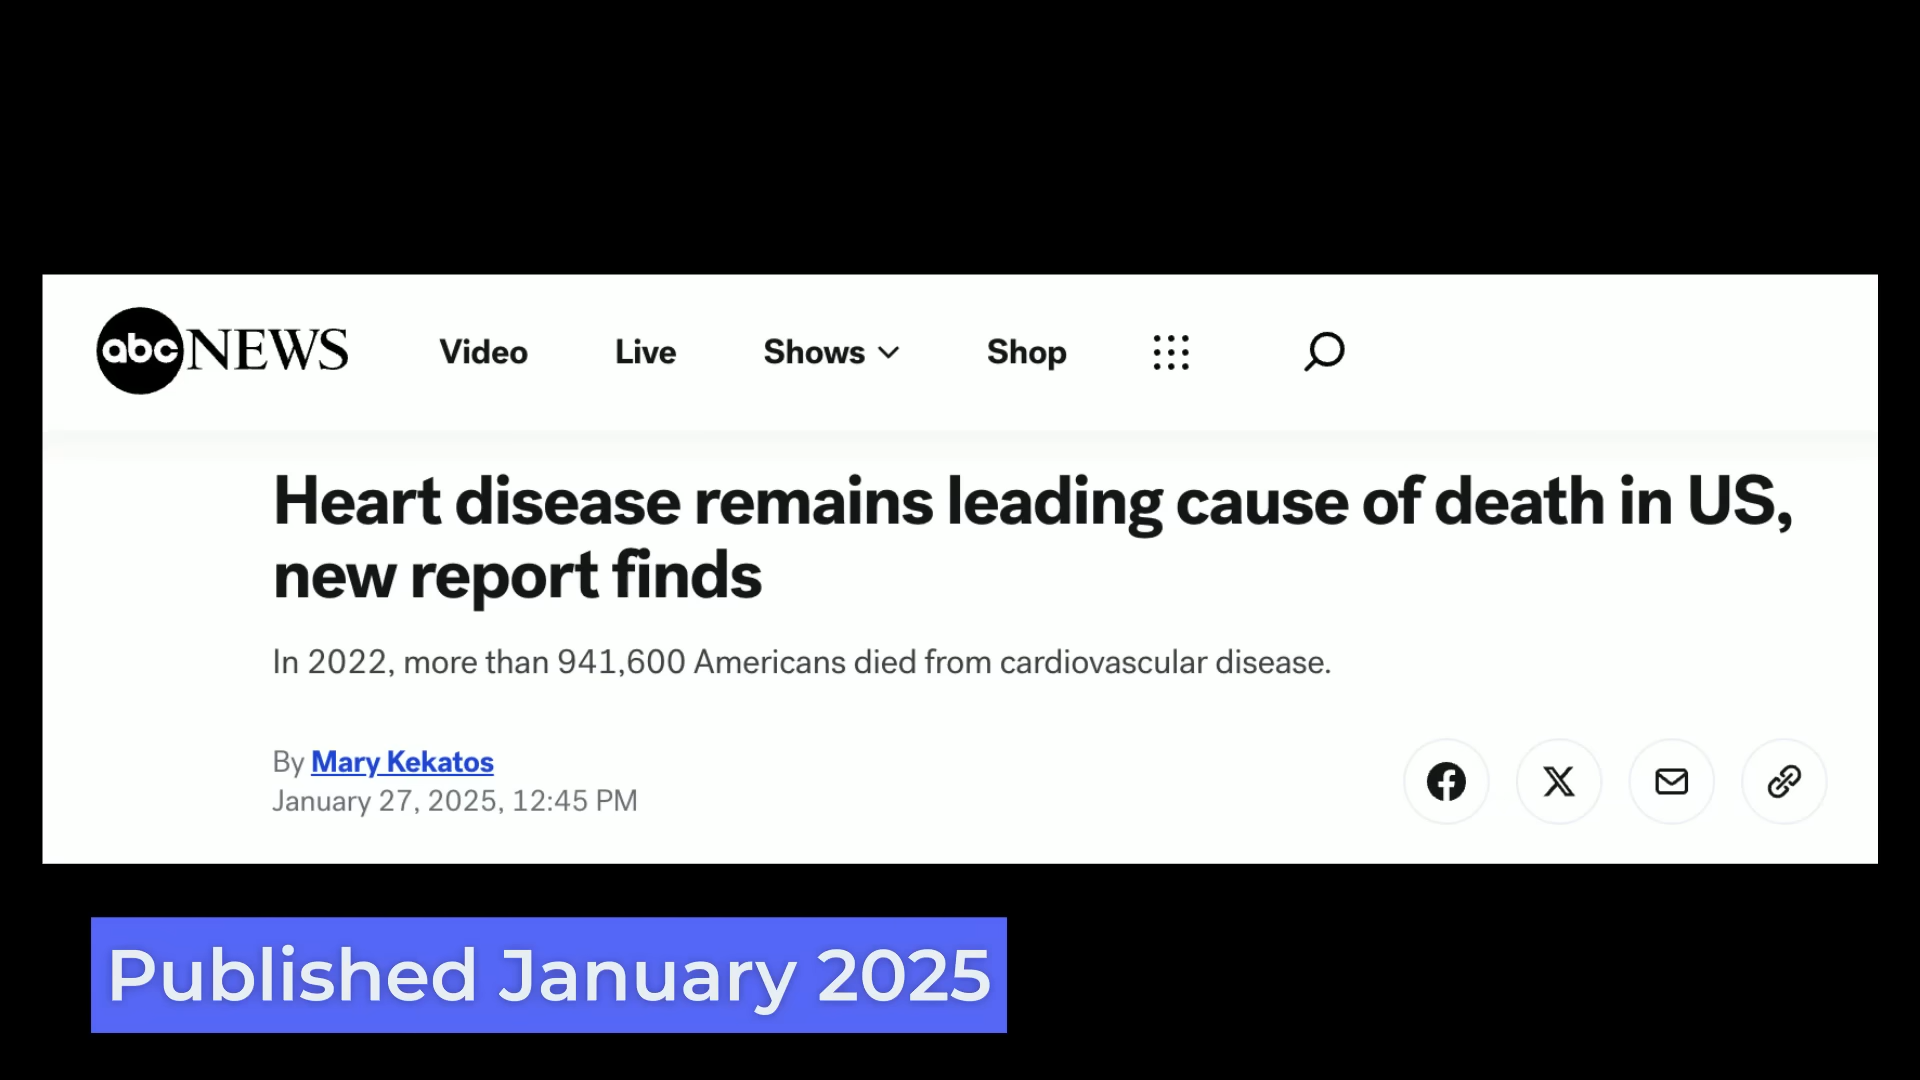 abc NEWS Video Live Shows Shop
Heart disease remains leading cause of death in US,
new report finds
In 2022, more than 941,600 Americans died from cardiovascular disease.
By Mary Kekatos
January 27, 2025, 12:45 PM
Published January 2025